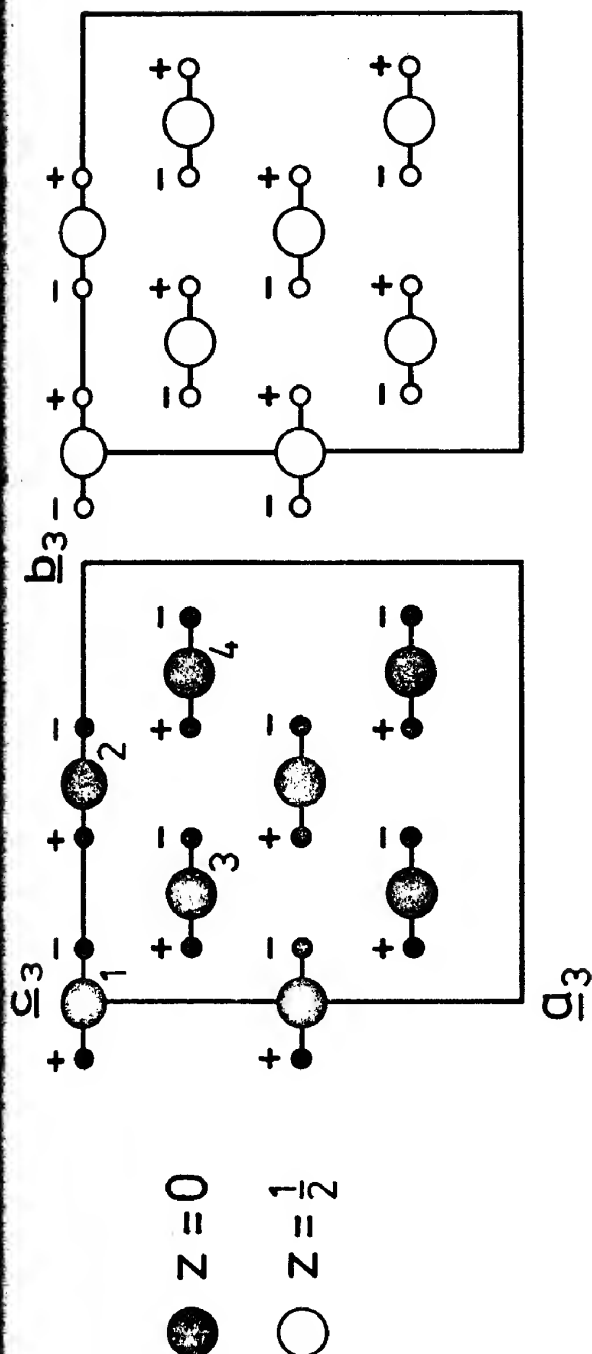 c₃ b₃
+ − + − − + − +
1 2
+ − + − − + − +
z = 0
3 4
+ − + − − + − +
z = ½
+ − + − − + − +
a₃